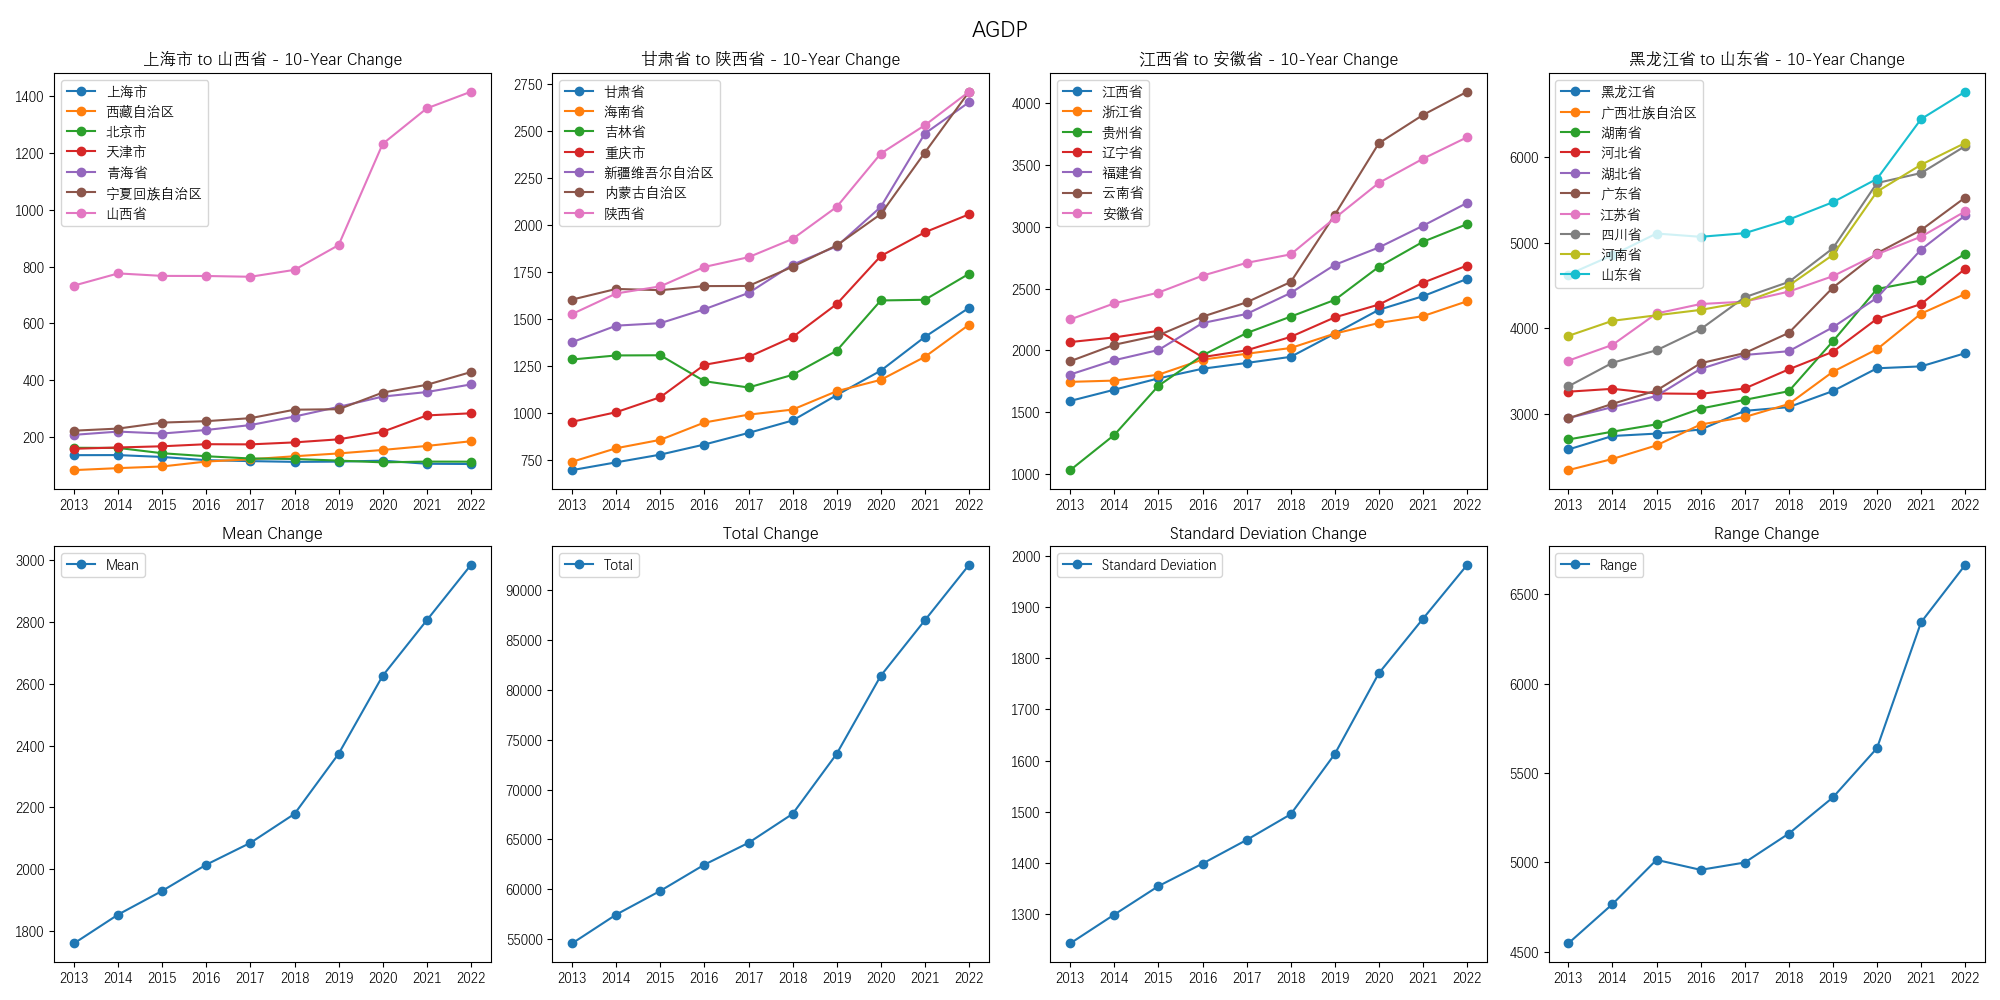 AGDP
上海市 to 山西省 - 10-Year Change
1400
1200
1000
800
600
400
200
上海市
西藏自治区
北京市
天津市
青海省
宁夏回族自治区
山西省
2013 2014 2015 2016 2017 2018 2019 2020 2021 2022
甘肃省 to 陕西省 - 10-Year Change
2750
2500
2250
2000
1750
1500
1250
1000
750
甘肃省
海南省
吉林省
重庆市
新疆维吾尔自治区
内蒙古自治区
陕西省
2013 2014 2015 2016 2017 2018 2019 2020 2021 2022
江西省 to 安徽省 - 10-Year Change
4000
3500
3000
2500
2000
1500
1000
江西省
浙江省
贵州省
辽宁省
福建省
云南省
安徽省
2013 2014 2015 2016 2017 2018 2019 2020 2021 2022
黑龙江省 to 山东省 - 10-Year Change
6000
5000
4000
3000
黑龙江省
广西壮族自治区
湖南省
河北省
湖北省
广东省
江苏省
四川省
河南省
山东省
2013 2014 2015 2016 2017 2018 2019 2020 2021 2022
Mean Change
3000
2800
2600
2400
2200
2000
1800
Mean
2013 2014 2015 2016 2017 2018 2019 2020 2021 2022
Total Change
90000
85000
80000
75000
70000
65000
60000
55000
Total
2013 2014 2015 2016 2017 2018 2019 2020 2021 2022
Standard Deviation Change
2000
1900
1800
1700
1600
1500
1400
1300
Standard Deviation
2013 2014 2015 2016 2017 2018 2019 2020 2021 2022
Range Change
6500
6000
5500
5000
4500
Range
2013 2014 2015 2016 2017 2018 2019 2020 2021 2022